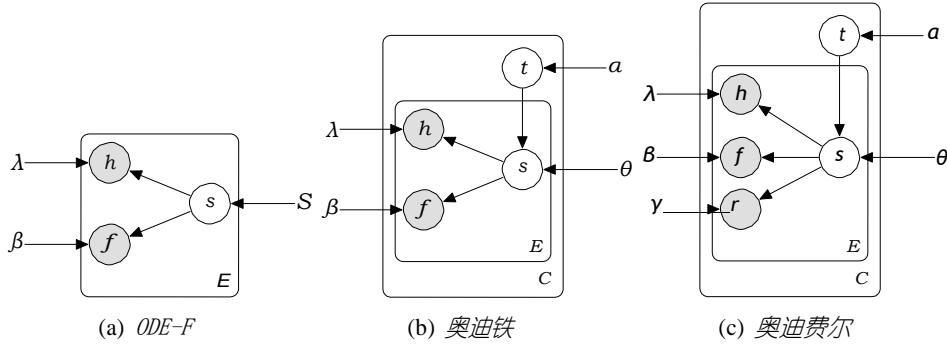 t a
h s λ θ
f β
E
C
t a
h λ
β f s θ
γ r
E
C
λ h
s S
β f
E
(a) ODE-F (b) 奥迪铁 (c) 奥迪费尔